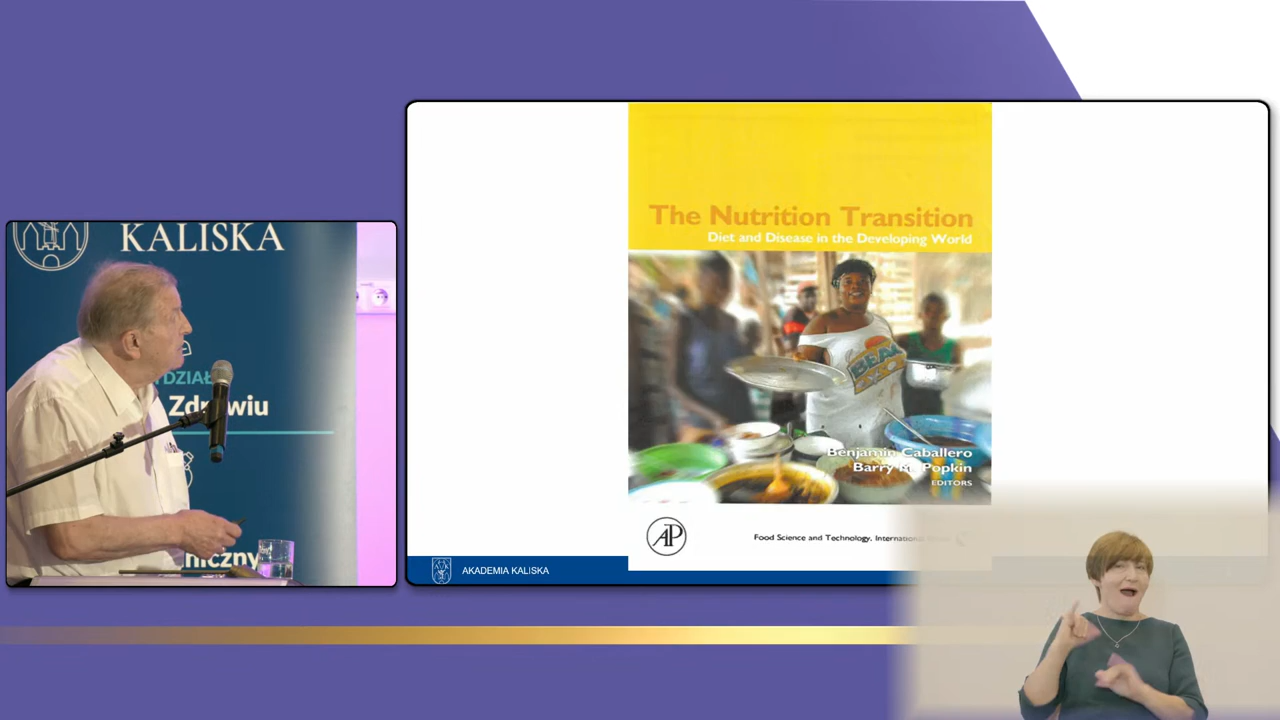 KALISKA
Zdrowiu
The Nutrition Transition
Diet and Disease in the Developing World
Benjamin Caballero
Barry M. Popkin
EDITORS
AP
Food Science and Technology, International
AKADEMIA KALISKA